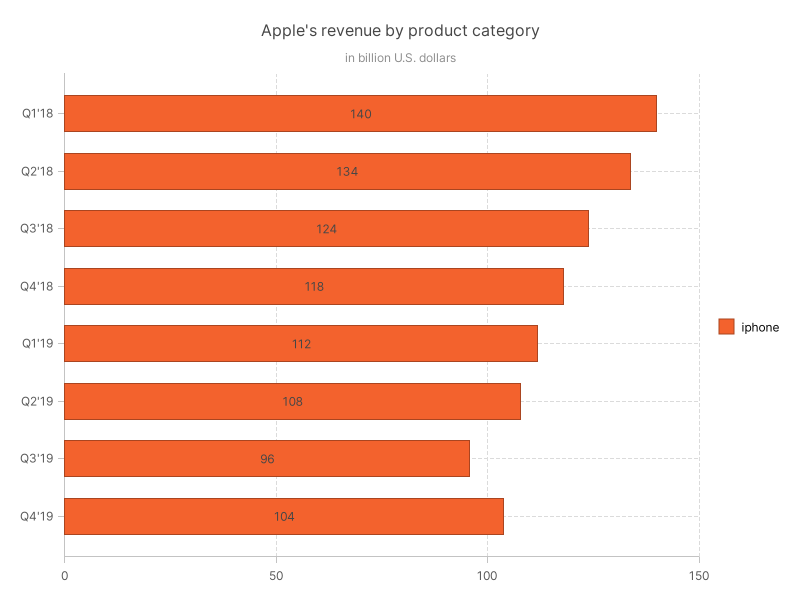 Apple's revenue by product category
in billion U.S. dollars
Q1'18 140
Q2'18 134
Q3'18 124
Q4'18 118
Q1'19 112
Q2'19 108
Q3'19 96
Q4'19 104
iphone
0 50 100 150